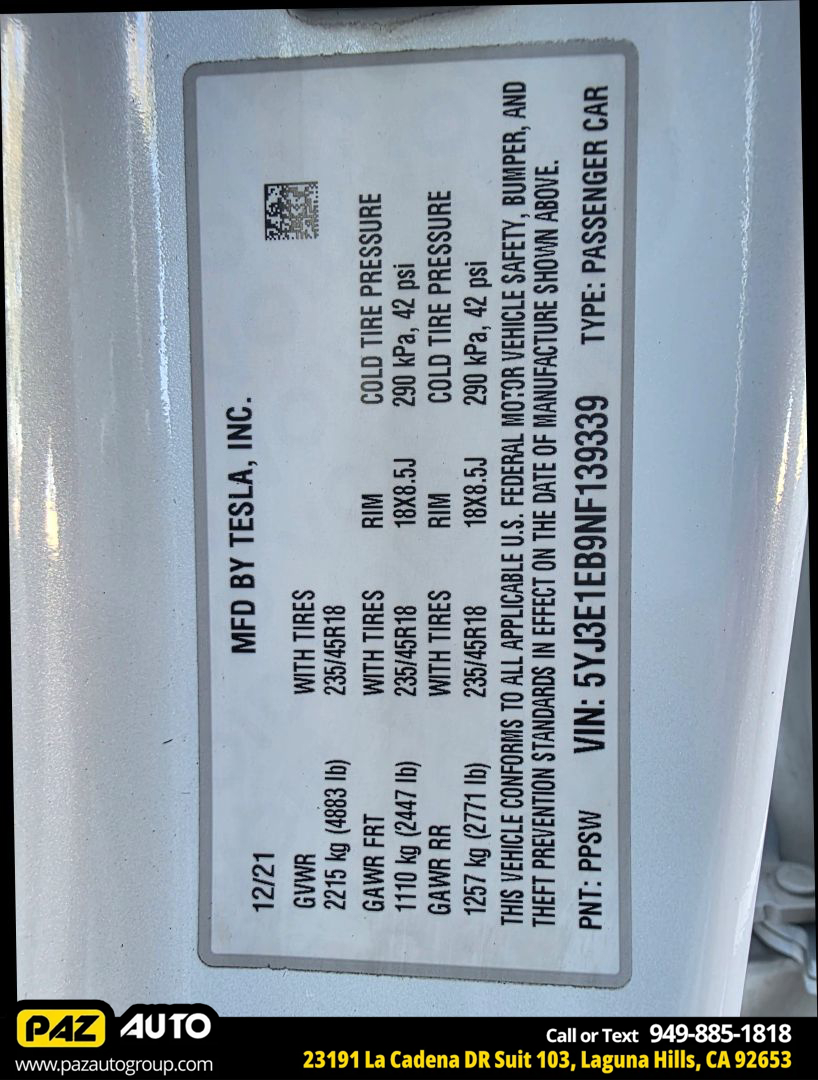 MFD BY TESLA, INC.
12/21
GVWR WITH TIRES
2215 kg (4883 lb) 235/45R18
GAWR FRT WITH TIRES RIM COLD TIRE PRESSURE
1110 kg (2447 lb) 235/45R18 18X8.5J 290 kPa, 42 psi
GAWR RR WITH TIRES RIM COLD TIRE PRESSURE
1257 kg (2771 lb) 235/45R18 18X8.5J 290 kPa, 42 psi
THIS VEHICLE CONFORMS TO ALL APPLICABLE U.S. FEDERAL MOTOR VEHICLE SAFETY, BUMPER, AND
THEFT PREVENTION STANDARDS IN EFFECT ON THE DATE OF MANUFACTURE SHOWN ABOVE.
PNT: PPSW VIN: 5YJ3E1EB9NF139339 TYPE: PASSENGER CAR
PAZ AUTO
www.pazautogroup.com
Call or Text 949-885-1818
23191 La Cadena DR Suit 103, Laguna Hills, CA 92653